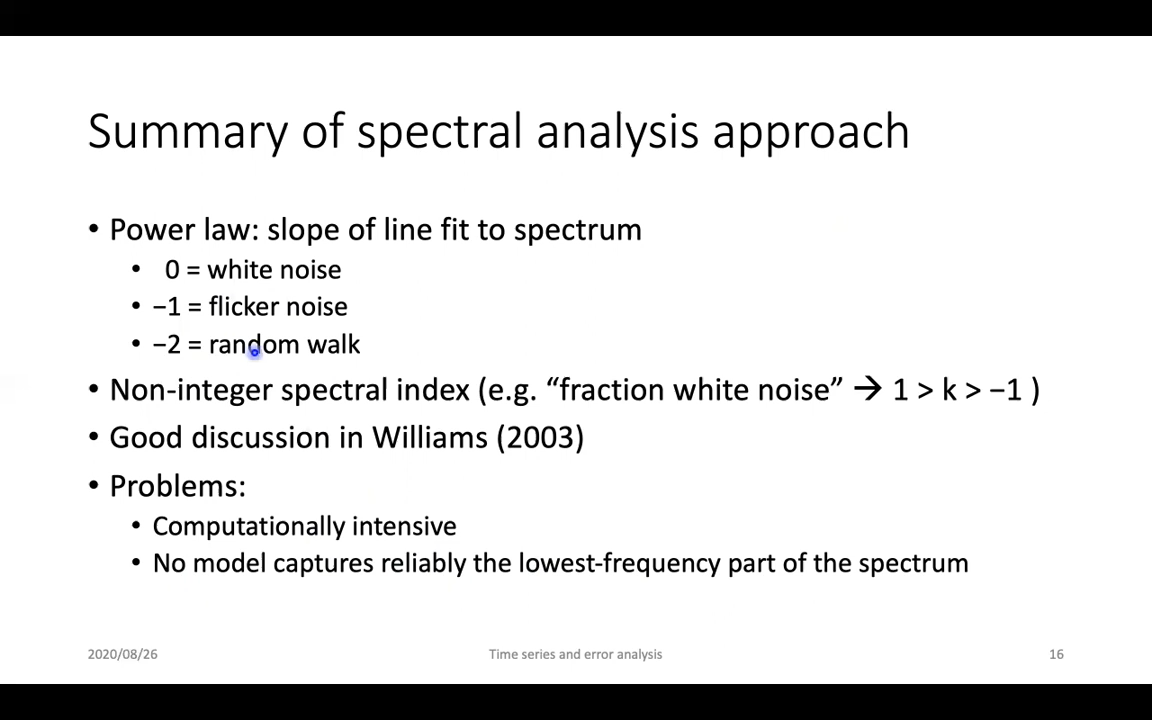 Summary of spectral analysis approach
• Power law: slope of line fit to spectrum
• 0 = white noise
• −1 = flicker noise
• −2 = random walk
• Non-integer spectral index (e.g. “fraction white noise” → 1 > k > −1 )
• Good discussion in Williams (2003)
• Problems:
• Computationally intensive
• No model captures reliably the lowest-frequency part of the spectrum
2020/08/26 Time series and error analysis 16